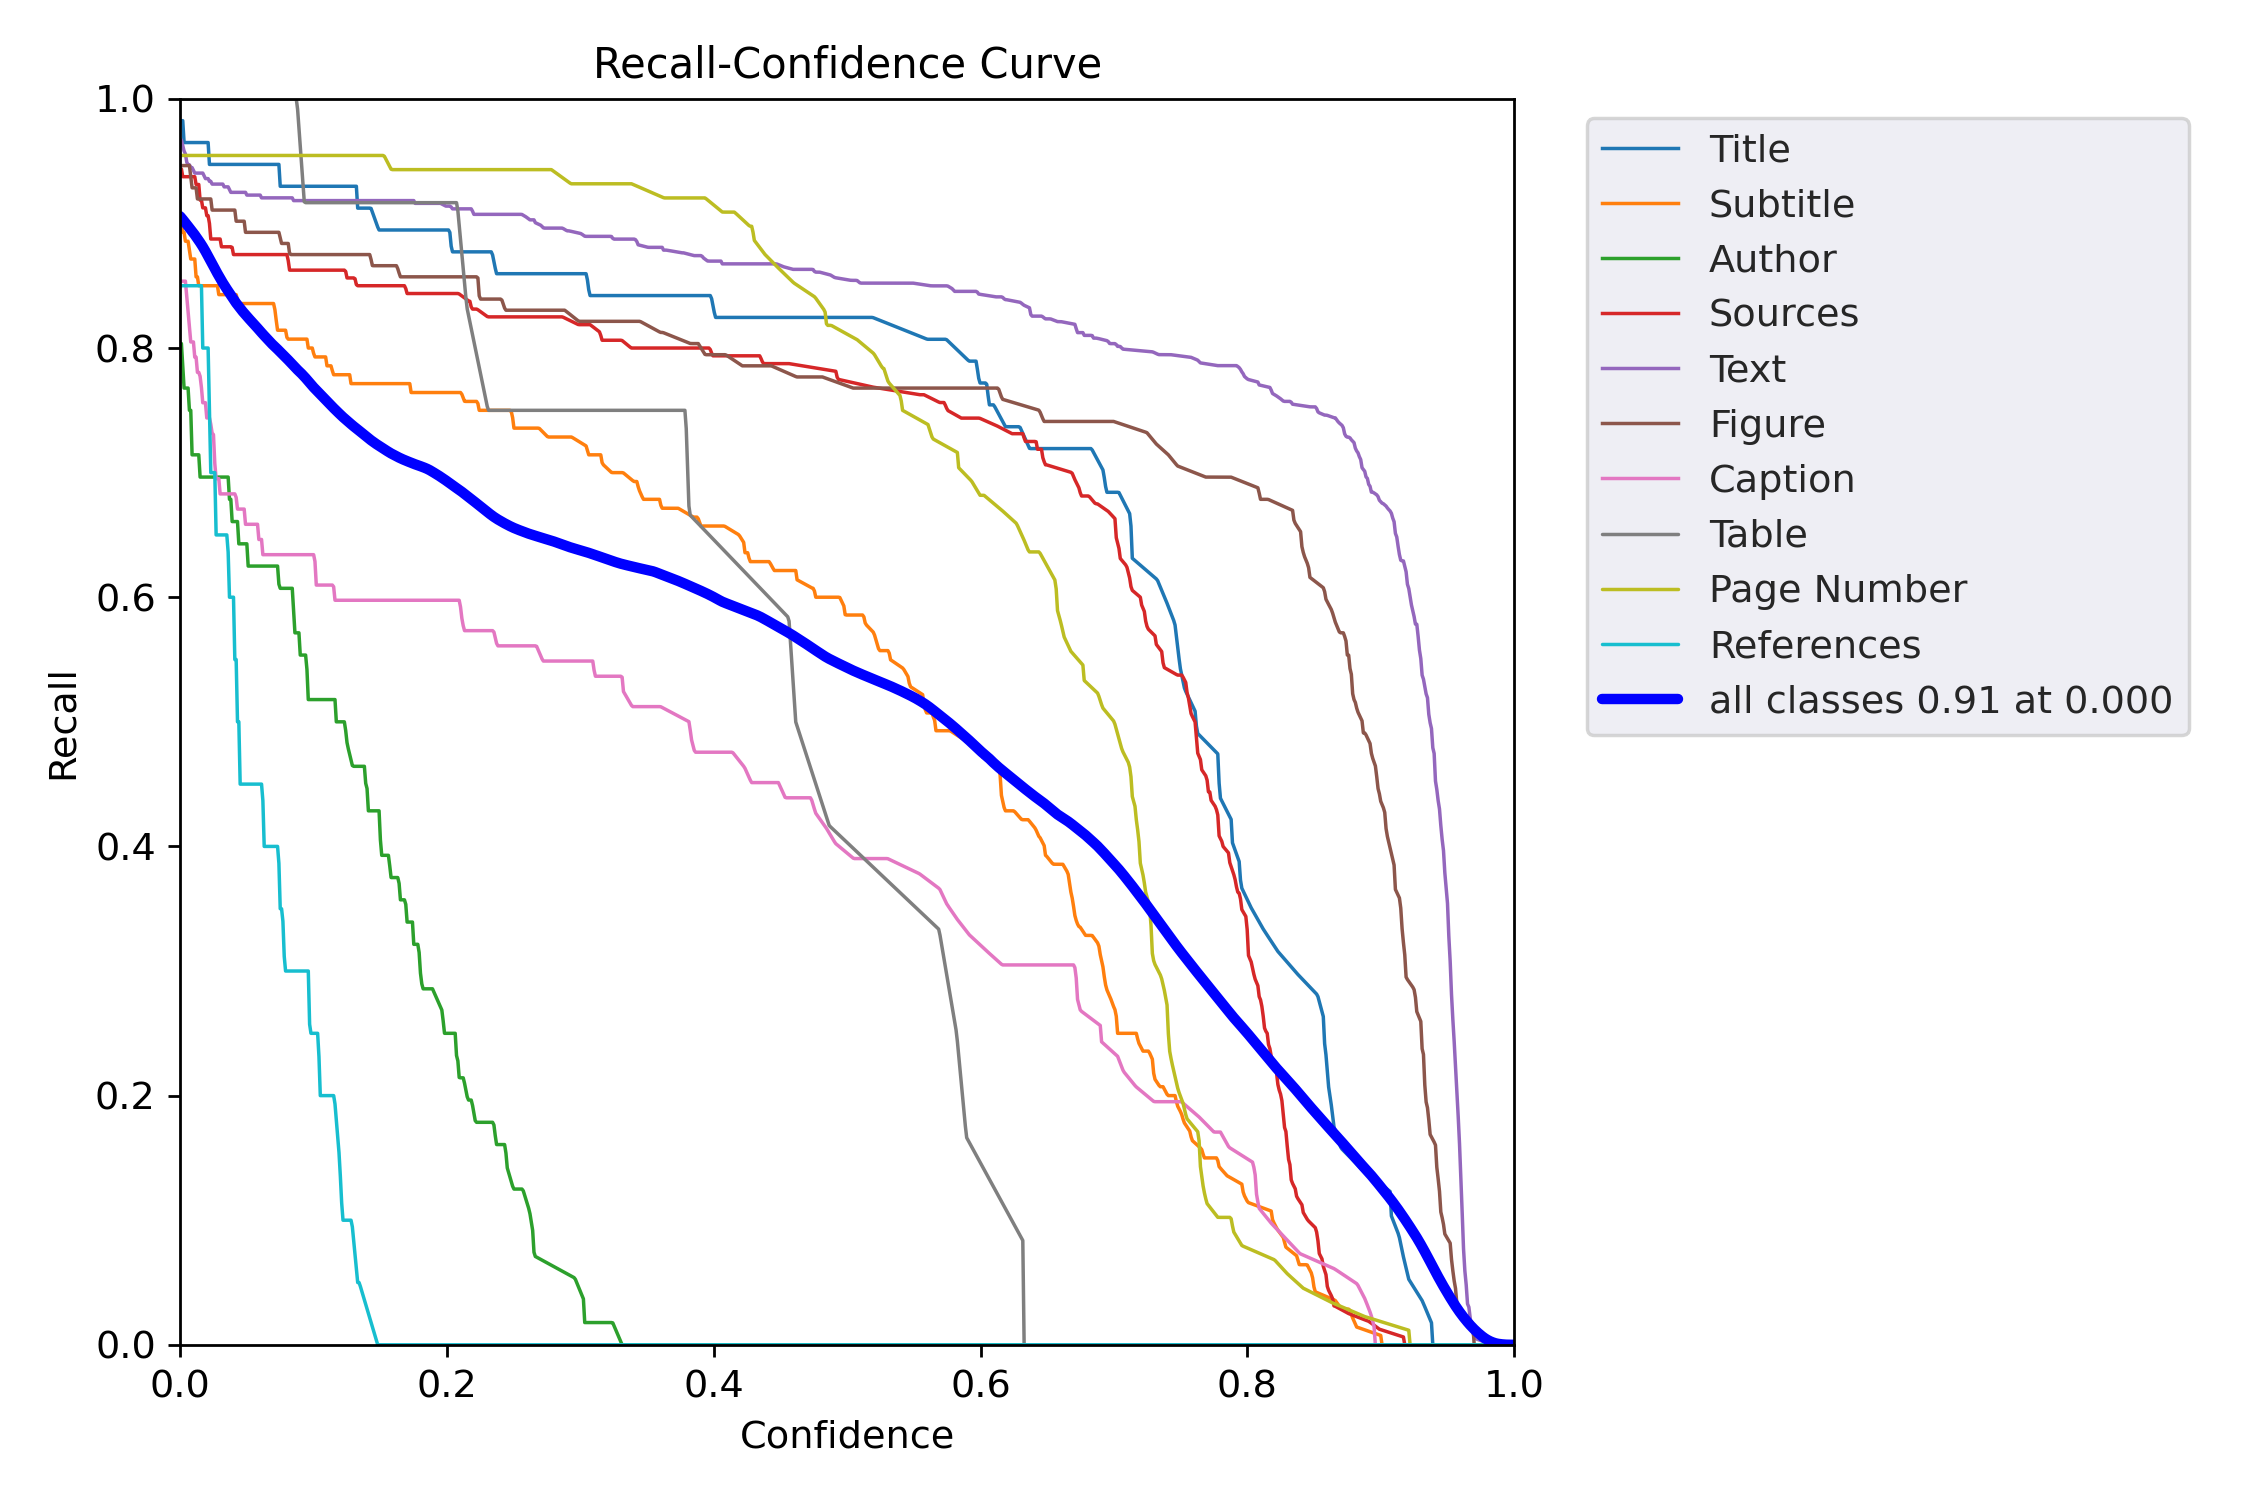 Recall-Confidence Curve
1.0
0.8
0.6
0.4
0.2
0.0
Recall
0.0 0.2 0.4 0.6 0.8 1.0
Confidence
Title
Subtitle
Author
Sources
Text
Figure
Caption
Table
Page Number
References
all classes 0.91 at 0.000